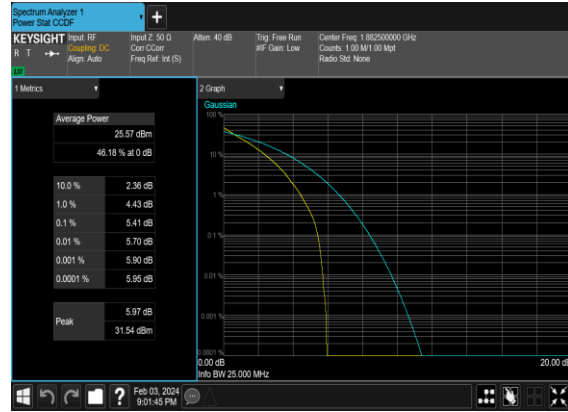 Spectrum Analyzer 1
Power Stat CCDF
+
KEYSIGHT
R T
LM
Input: RF
Coupling: DC
Align: Auto
Input Z: 50 Ω
Corr CCorr
Freq Ref: Int (S)
Atten: 40 dB
Trig: Free Run
#IF Gain: Low
Center Freq: 1.882500000 GHz
Counts: 1.00 M/1.00 Mpt
Radio Std: None
1 Metrics
Average Power
25.57 dBm
46.18 % at 0 dB
10.0 % 2.36 dB
1.0 % 4.43 dB
0.1 % 5.41 dB
0.01 % 5.70 dB
0.001 % 5.90 dB
0.0001 % 5.95 dB
Peak
5.97 dB
31.54 dBm
2 Graph
Gaussian
100 %
10 %
1 %
0.1 %
0.01 %
0.001 %
0.0001 %
0.00 dB
20.00 dB
Info BW 25.000 MHz
?
Feb 03, 2024
9:01:45 PM